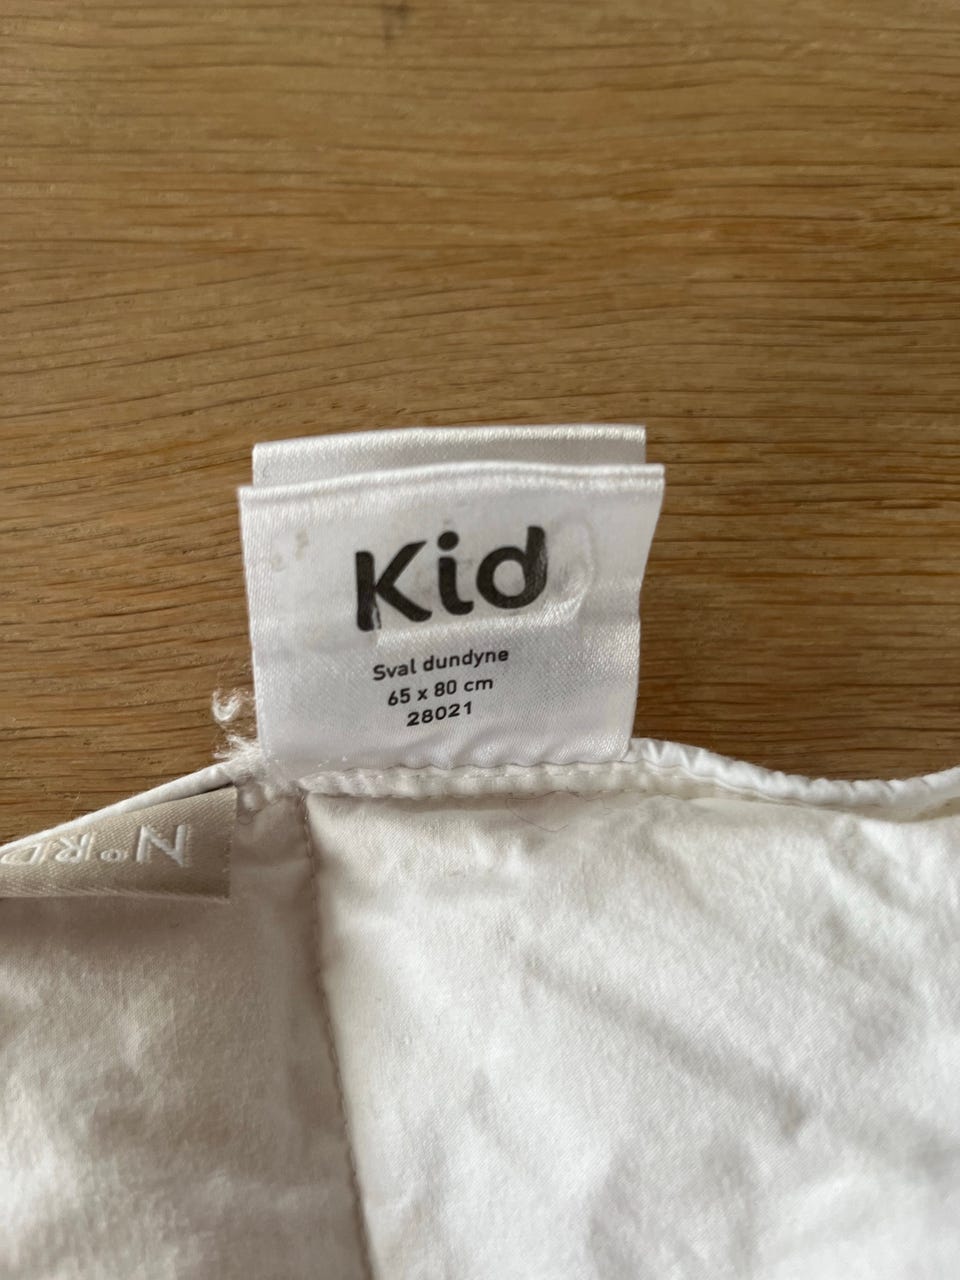 Kid
Sval dundyne
65 x 80 cm
28021